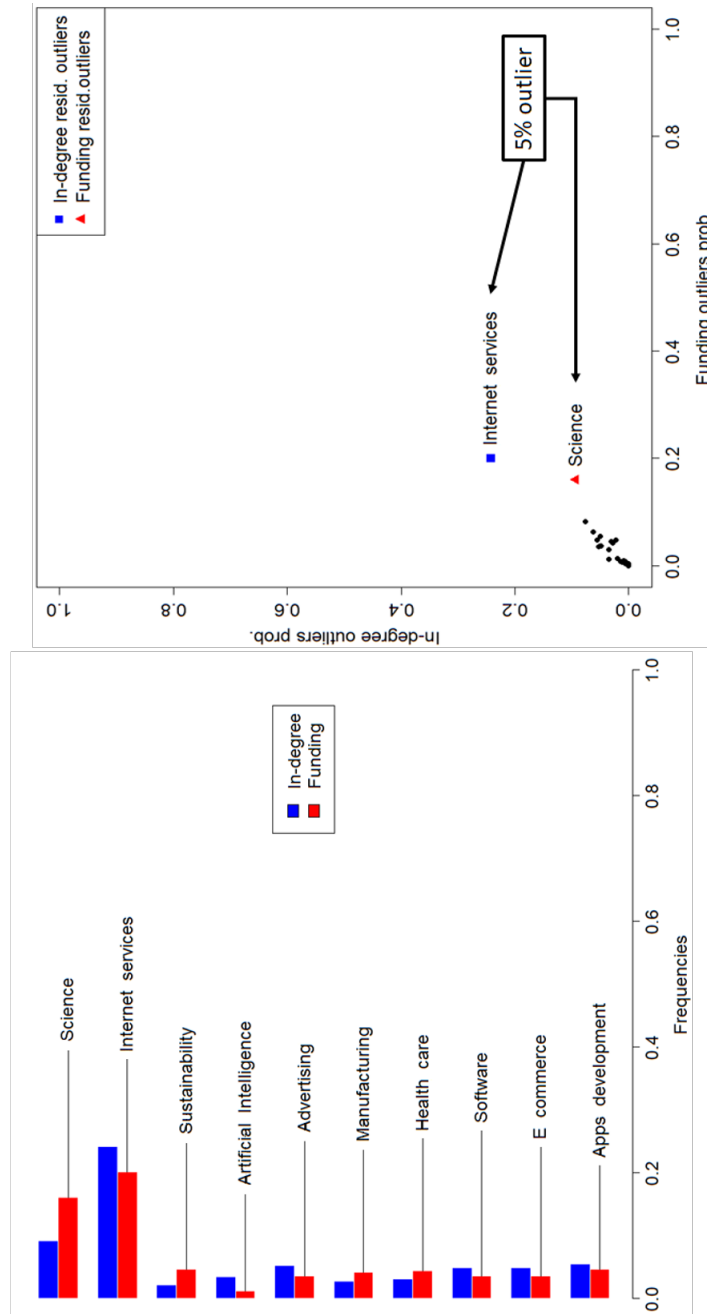 Science
Internet services
Sustainability
Artificial Intelligence
Advertising
Manufacturing
Health care
Software
E commerce
Apps development
In-degree
Funding
0.0
0.2
0.4
0.6
0.8
1.0
Frequencies
In-degree resid. outliers
Funding resid.outliers
5% outlier
Internet services
Science
1.0
0.8
0.6
0.4
0.2
0.0
In-degree outliers prob.
0.0
0.2
0.4
0.6
0.8
1.0
Funding outliers prob